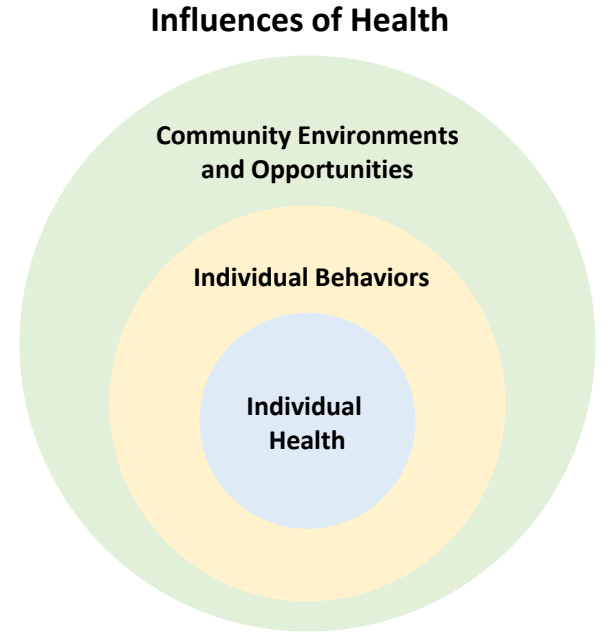 Influences of Health
Community Environments
and Opportunities
Individual Behaviors
Individual
Health